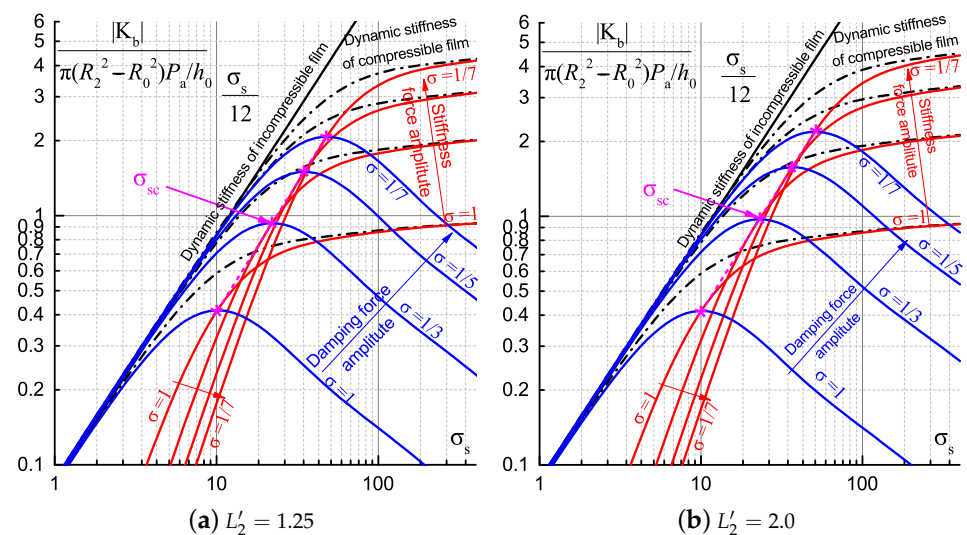 6
5
4
3
2
1
0.9
0.8
0.7
0.6
0.5
0.4
0.3
0.2
0.1
|K_b|
π(R_2^2−R_0^2)P_a/h_0
σ_s
12
Dynamic stiffness of incompressible film
Dynamic stiffness
of compressible film
σ=1/7
Stiffness
force amplitute
σ=1
σ_sc
σ=1/7
σ=1/5
σ=1/3
σ=1
Damping force
amplitute
σ=1
σ=1/7
σ_s
1
10
100
(a) L′_2 = 1.25
6
5
4
3
2
1
0.9
0.8
0.7
0.6
0.5
0.4
0.3
0.2
0.1
|K_b|
π(R_2^2−R_0^2)P_a/h_0
σ_s
12
Dynamic stiffness of incompressible film
Dynamic stiffness
of compressible film
σ=1/7
Stiffness
force amplitute
σ=1
σ_sc
σ=1/7
σ=1/5
σ=1/3
σ=1
Damping force
amplitute
σ=1
σ=1/7
σ_s
1
10
100
(b) L′_2 = 2.0